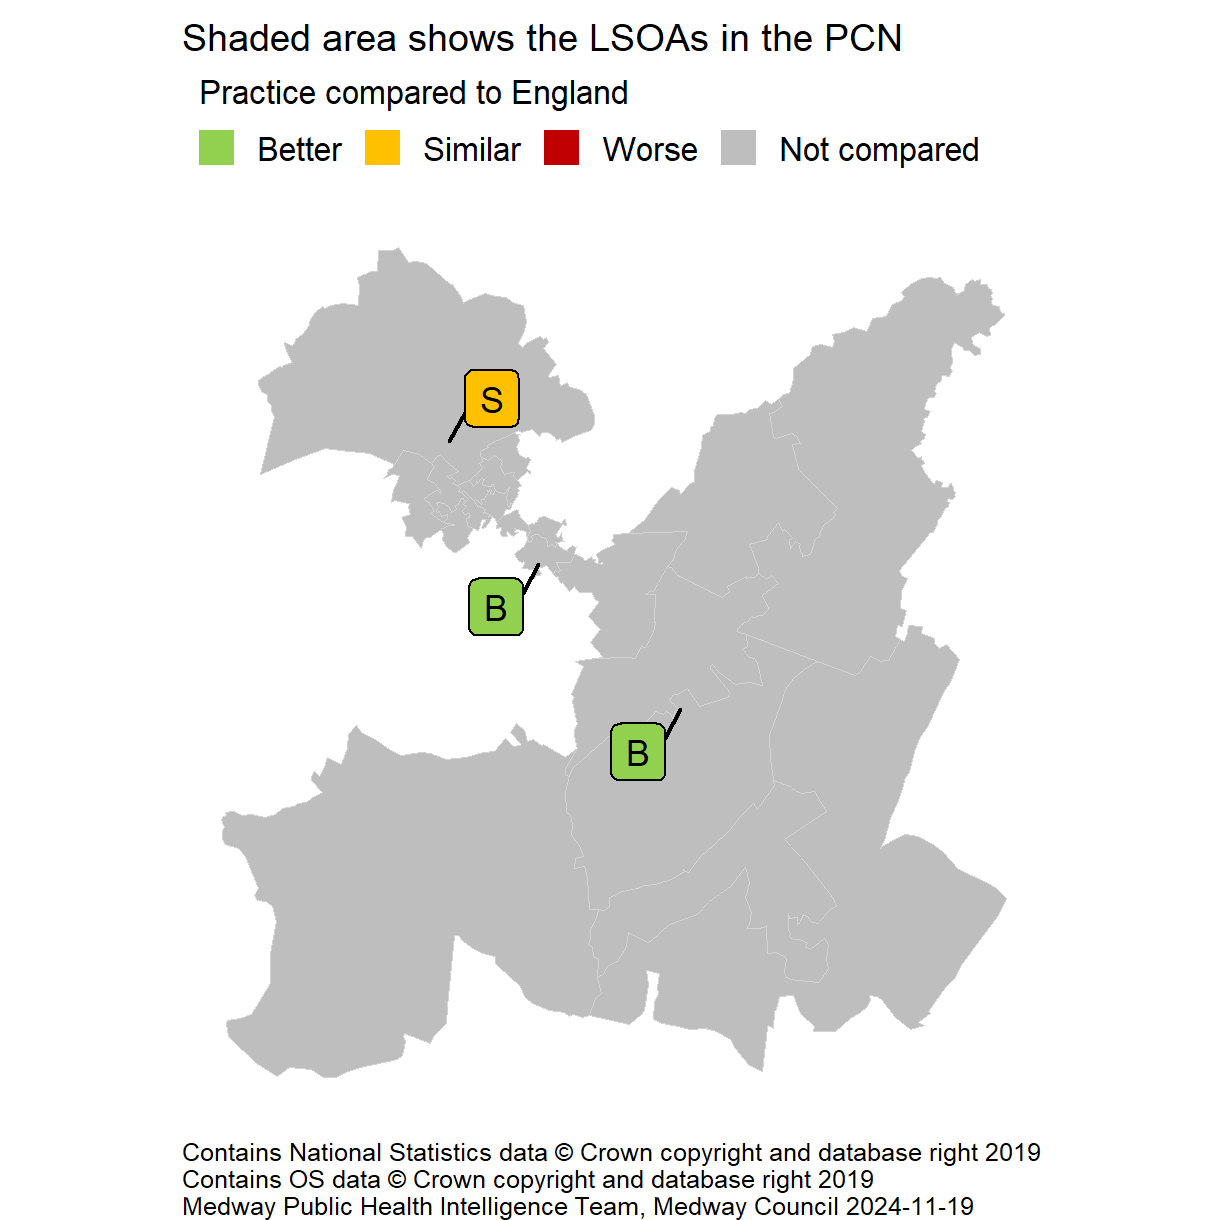 Shaded area shows the LSOAs in the PCN
Practice compared to England
Better Similar Worse Not compared
S
B
B
Contains National Statistics data © Crown copyright and database right 2019
Contains OS data © Crown copyright and database right 2019
Medway Public Health Intelligence Team, Medway Council 2024-11-19